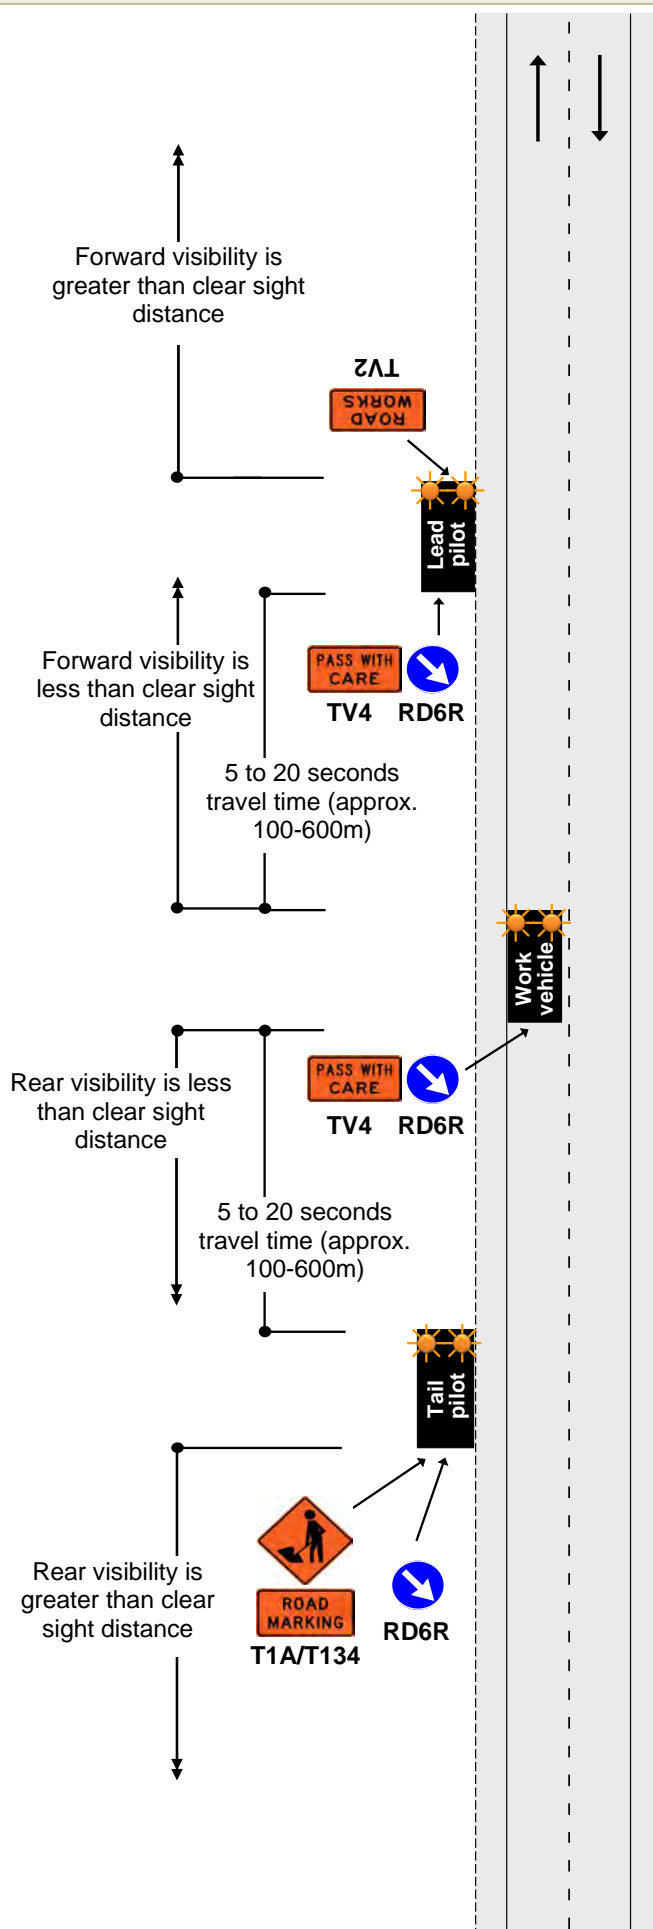 Forward visibility is
greater than clear sight
distance
TV2
ROAD
WORKS
Lead
pilot
Forward visibility is
less than clear sight
distance
PASS WITH
CARE
TV4 RD6R
5 to 20 seconds
travel time (approx.
100-600m)
Work
vehicle
Rear visibility is less
than clear sight
distance
PASS WITH
CARE
TV4 RD6R
5 to 20 seconds
travel time (approx.
100-600m)
Tail
pilot
Rear visibility is
greater than clear
sight distance
ROAD
MARKING
T1A/T134
RD6R